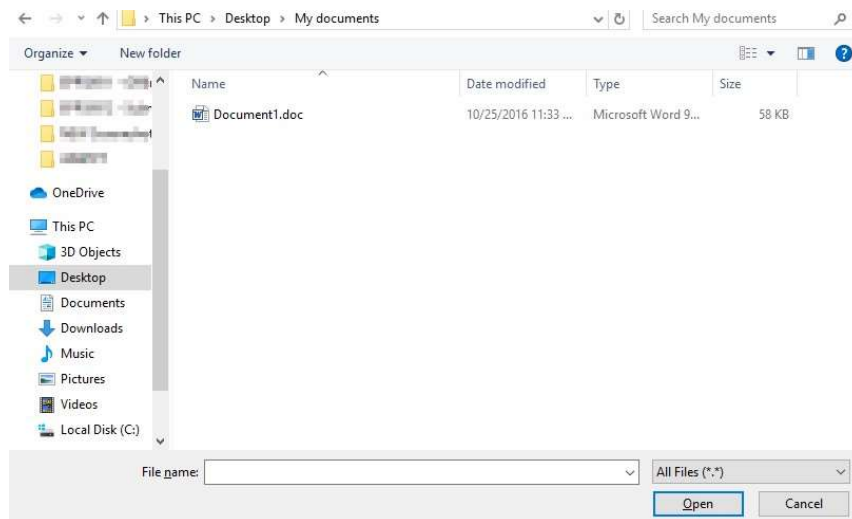 This PC > Desktop > My documents
Search My documents
Organize
New folder
?
Name
Date modified
Type
Size
Document1.doc
10/25/2016 11:33 ...
Microsoft Word 9...
58 KB
OneDrive
This PC
3D Objects
Desktop
Documents
Downloads
Music
Pictures
Videos
Local Disk (C:)
File name:
All Files (*.*)
Open
Cancel